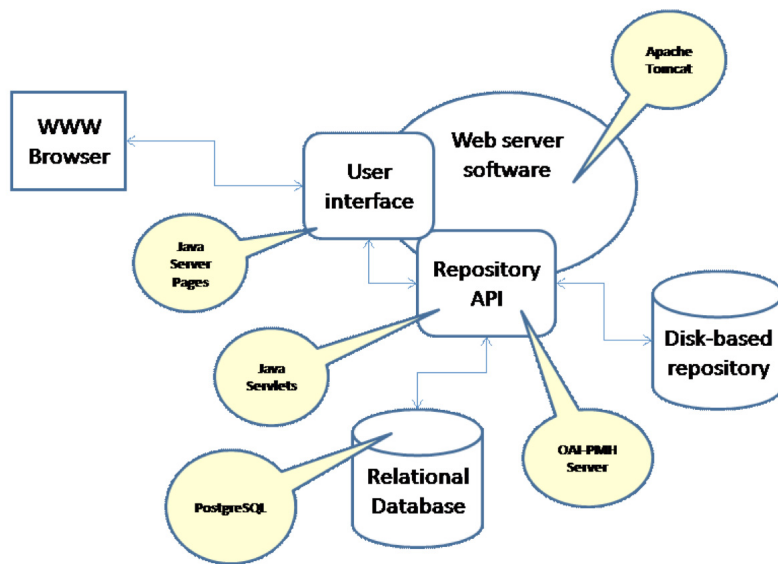 Apache
Tomcat
WWW
Browser
Web server
software
User
interface
Java
Server
Pages
Repository
API
Disk-based
repository
Java
Servlets
OAI-PMH
Server
Relational
Database
PostgreSQL